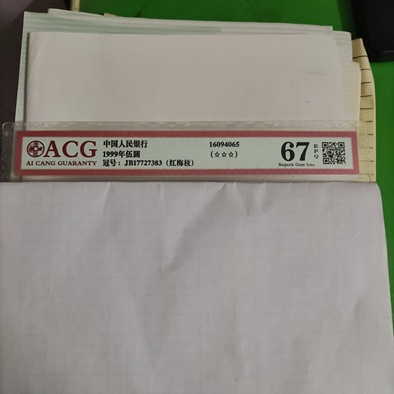 ACG
AI CANG GUARANTY
中国人民银行
1999年伍圆
冠号：JB17727383（红梅枝）
16094065
(☆☆☆)
67
EPQ
Superb Gem Unc